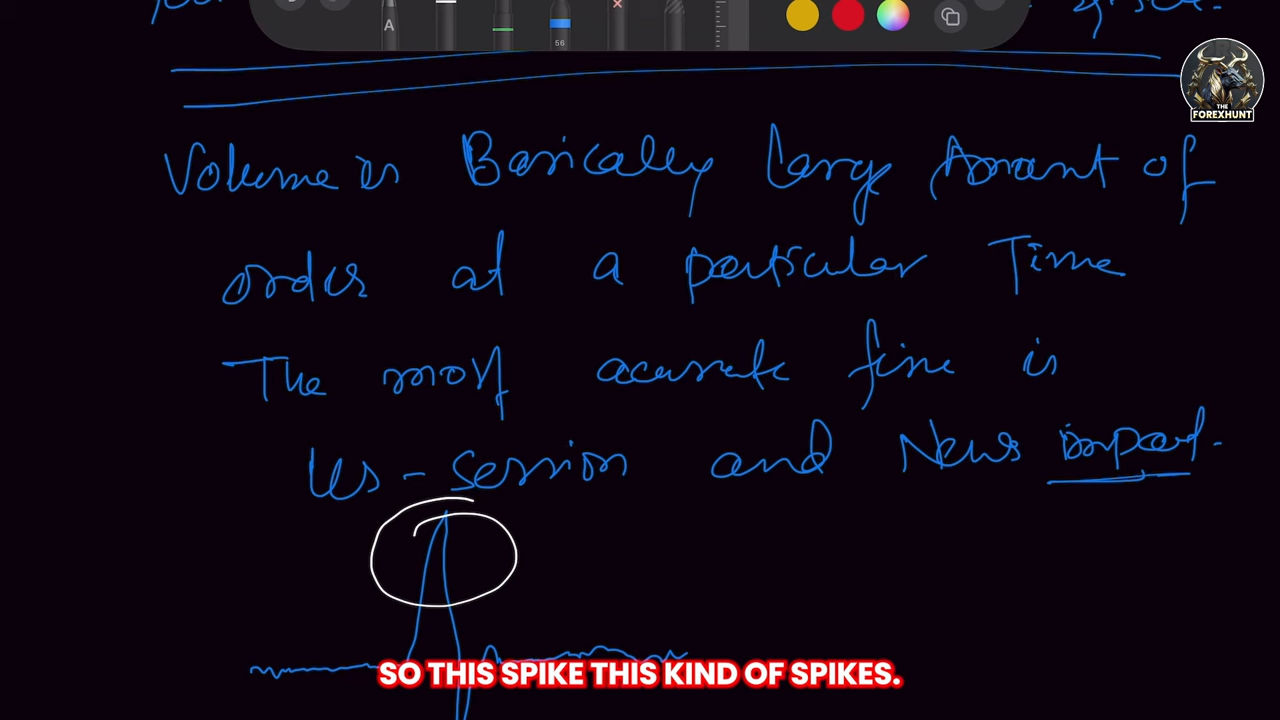 A
56
THE
FOREXHUNT
Volume is Basically Large Amount of
order at a particular Time
The most accurate time is
Us - session and News impact.
SO THIS SPIKE THIS KIND OF SPIKES.